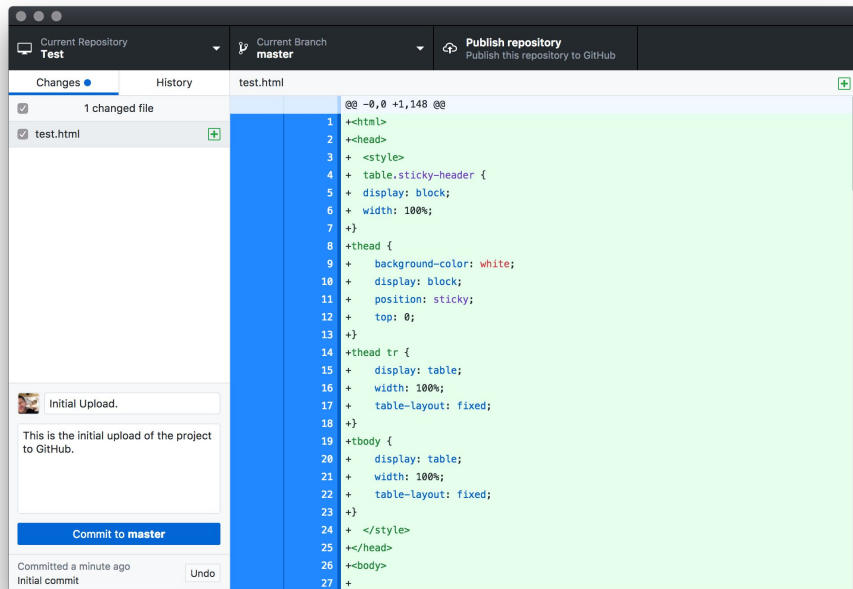 Current Repository
Test
Current Branch
master
Publish repository
Publish this repository to GitHub
Changes
History
test.html
1 changed file
test.html
Initial Upload.
This is the initial upload of the project
to GitHub.
Commit to master
Committed a minute ago
Initial commit
Undo
@@ -0,0 +1,148 @@
1 +<html>
2 +<head>
3 +  <style>
4 +  table.sticky-header {
5 +  display: block;
6 +  width: 100%;
7 +}
8 +thead {
9 +    background-color: white;
10 +    display: block;
11 +    position: sticky;
12 +    top: 0;
13 +}
14 +thead tr {
15 +    display: table;
16 +    width: 100%;
17 +    table-layout: fixed;
18 +}
19 +tbody {
20 +    display: table;
21 +    width: 100%;
22 +    table-layout: fixed;
23 +}
24 +  </style>
25 +</head>
26 +<body>
27 +